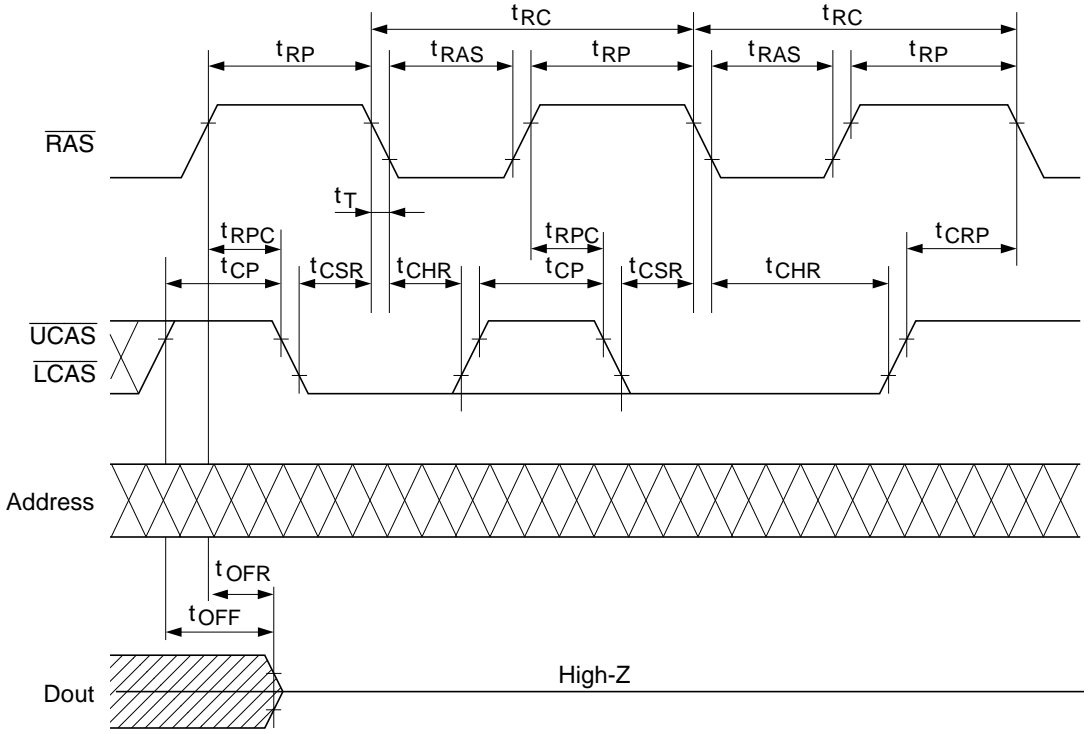 tRC tRC
tRP tRAS tRP tRAS tRP
RAS
tT
tRPC tRPC tCRP
tCP tCSR tCHR tCP tCSR tCHR
UCAS
LCAS
Address
tOFR
tOFF
High-Z
Dout